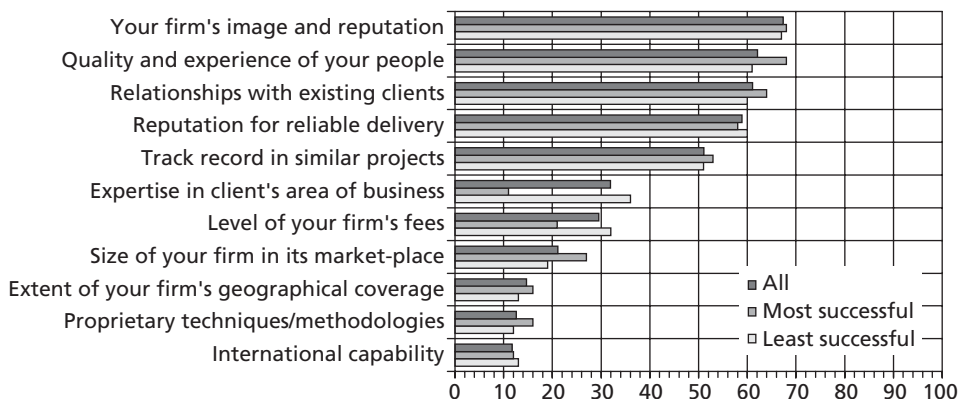 Your firm's image and reputation
Quality and experience of your people
Relationships with existing clients
Reputation for reliable delivery
Track record in similar projects
Expertise in client's area of business
Level of your firm's fees
Size of your firm in its market-place
Extent of your firm's geographical coverage
Proprietary techniques/methodologies
International capability
All
Most successful
Least successful
0 10 20 30 40 50 60 70 80 90 100